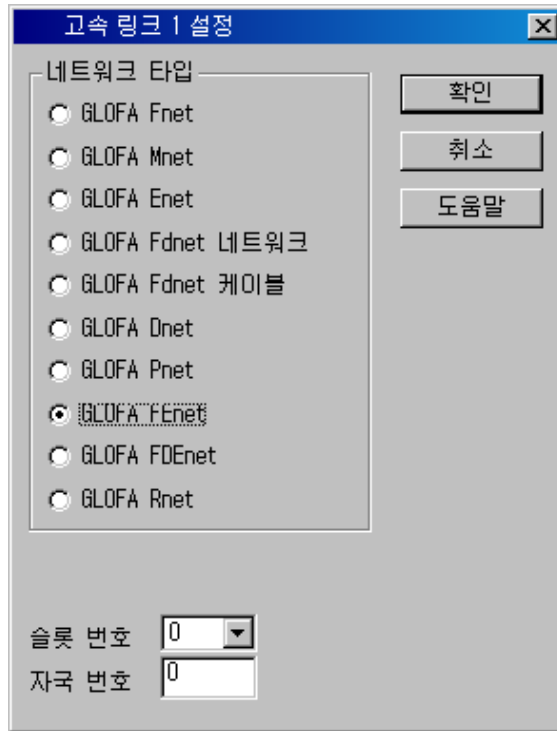 고속 링크 1 설정
네트워크 타입
GLOFA Fnet
GLOFA Mnet
GLOFA Enet
GLOFA Fdnet 네트워크
GLOFA Fdnet 케이블
GLOFA Dnet
GLOFA Pnet
GLOFA FEnet
GLOFA FDEnet
GLOFA Rnet
확인
취소
도움말
슬롯 번호 0
자국 번호 0